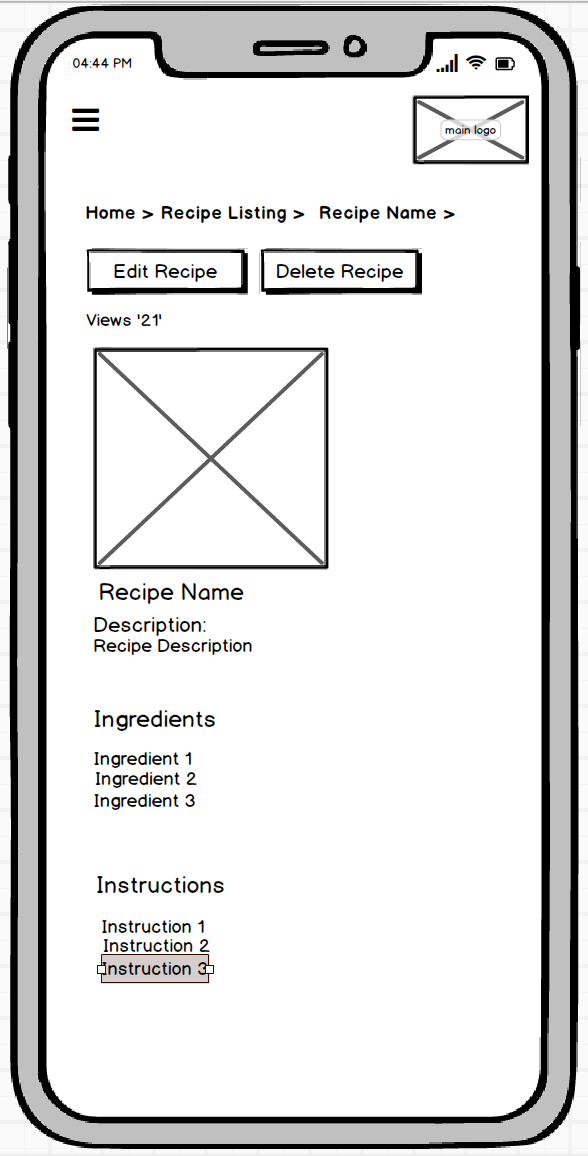 04:44 PM
main logo
Home > Recipe Listing > Recipe Name >
Edit Recipe
Delete Recipe
Views '21'
Recipe Name
Description:
Recipe Description
Ingredients
Ingredient 1
Ingredient 2
Ingredient 3
Instructions
Instruction 1
Instruction 2
Instruction 3